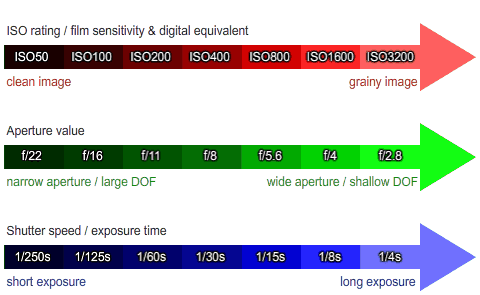 ISO rating / film sensitivity & digital equivalent
ISO50 ISO100 ISO200 ISO400 ISO800 ISO1600 ISO3200
clean image grainy image
Aperture value
f/22 f/16 f/11 f/8 f/5.6 f/4 f/2.8
narrow aperture / large DOF wide aperture / shallow DOF
Shutter speed / exposure time
1/250s 1/125s 1/60s 1/30s 1/15s 1/8s 1/4s
short exposure long exposure